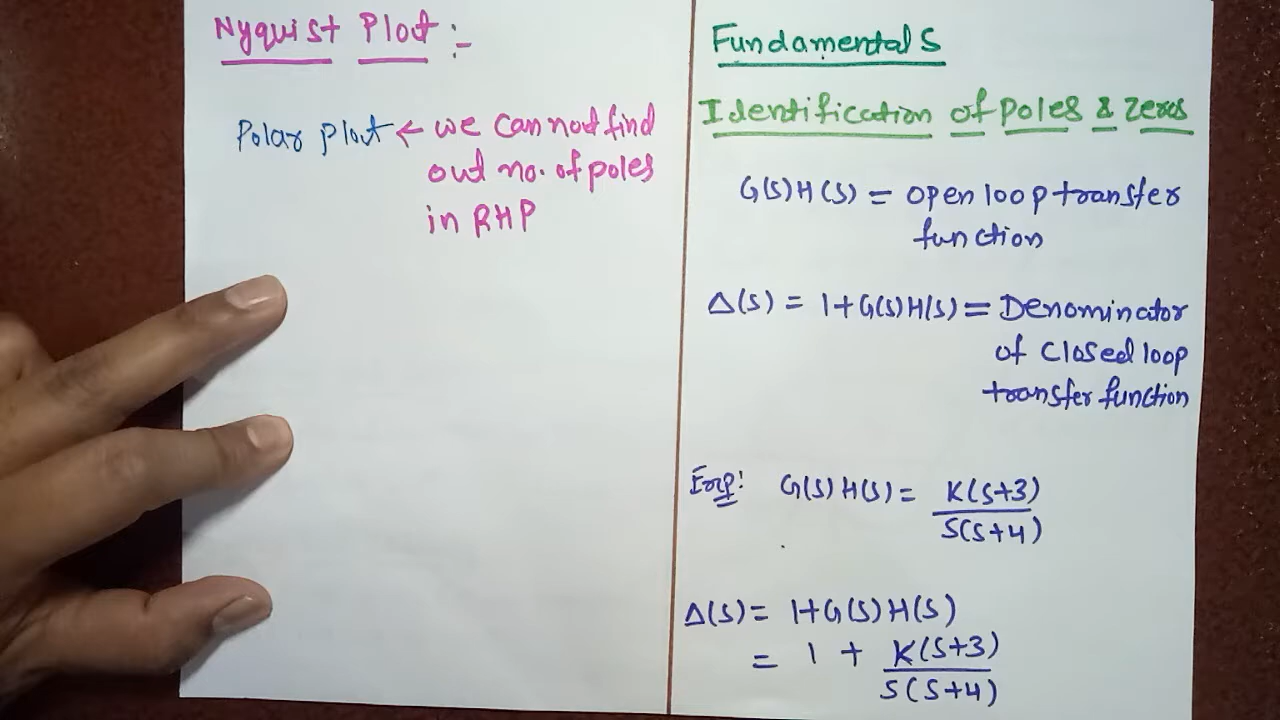 Nyquist Plot :-
Polar Plot ← we can not find
out no. of poles
in RHP
Fundamentals
Identification of Poles & Zeros
G(s)H(s) = open loop transfer
function
Δ(s) = 1+G(s)H(s) = Denominator
of closed loop
transfer function
Exp: G(s)H(s) = K(s+3)
S(S+4)
Δ(s) = 1+G(s)H(s)
= 1 + K(S+3)
S(S+4)